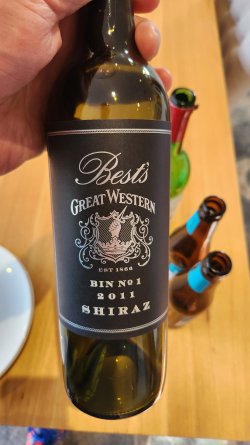 Best's
GREAT WESTERN
EST 1866
BIN Nº 1
2011
SHIRAZ